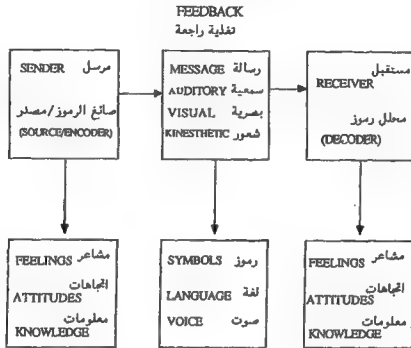 FEEDBACK
تغلية راجعة
SENDER مرسل
صائغ الرموز/مصدر
(SOURCE/ENCODER)
MESSAGE رسالة
AUDITORY سمعية
VISUAL بصرية
KINESTHETIC شعور
مستقبل
RECEIVER
محلل رموز
(DECODER)
FEELINGS مشاعر
اتجاهات
ATTITUDES
معلومات
KNOWLEDGE
SYMBOLS رموز
LANGUAGE لغة
VOICE صوت
FEELINGS مشاعر
اتجاهات
ATTITUDES
معلومات
KNOWLEDGE